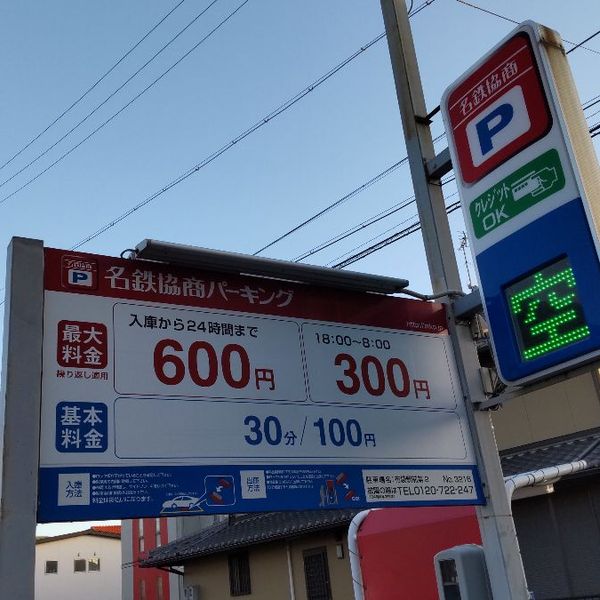 名鉄協商
P
クレジット
OK
空
P
名鉄協商パーキング
最大
料金
繰り返し適用
入庫から24時間まで
600円
18:00〜8:00
300円
基本
料金
30分/100円
入庫
方法
出庫
方法
No.3216
TEL0120-722-247